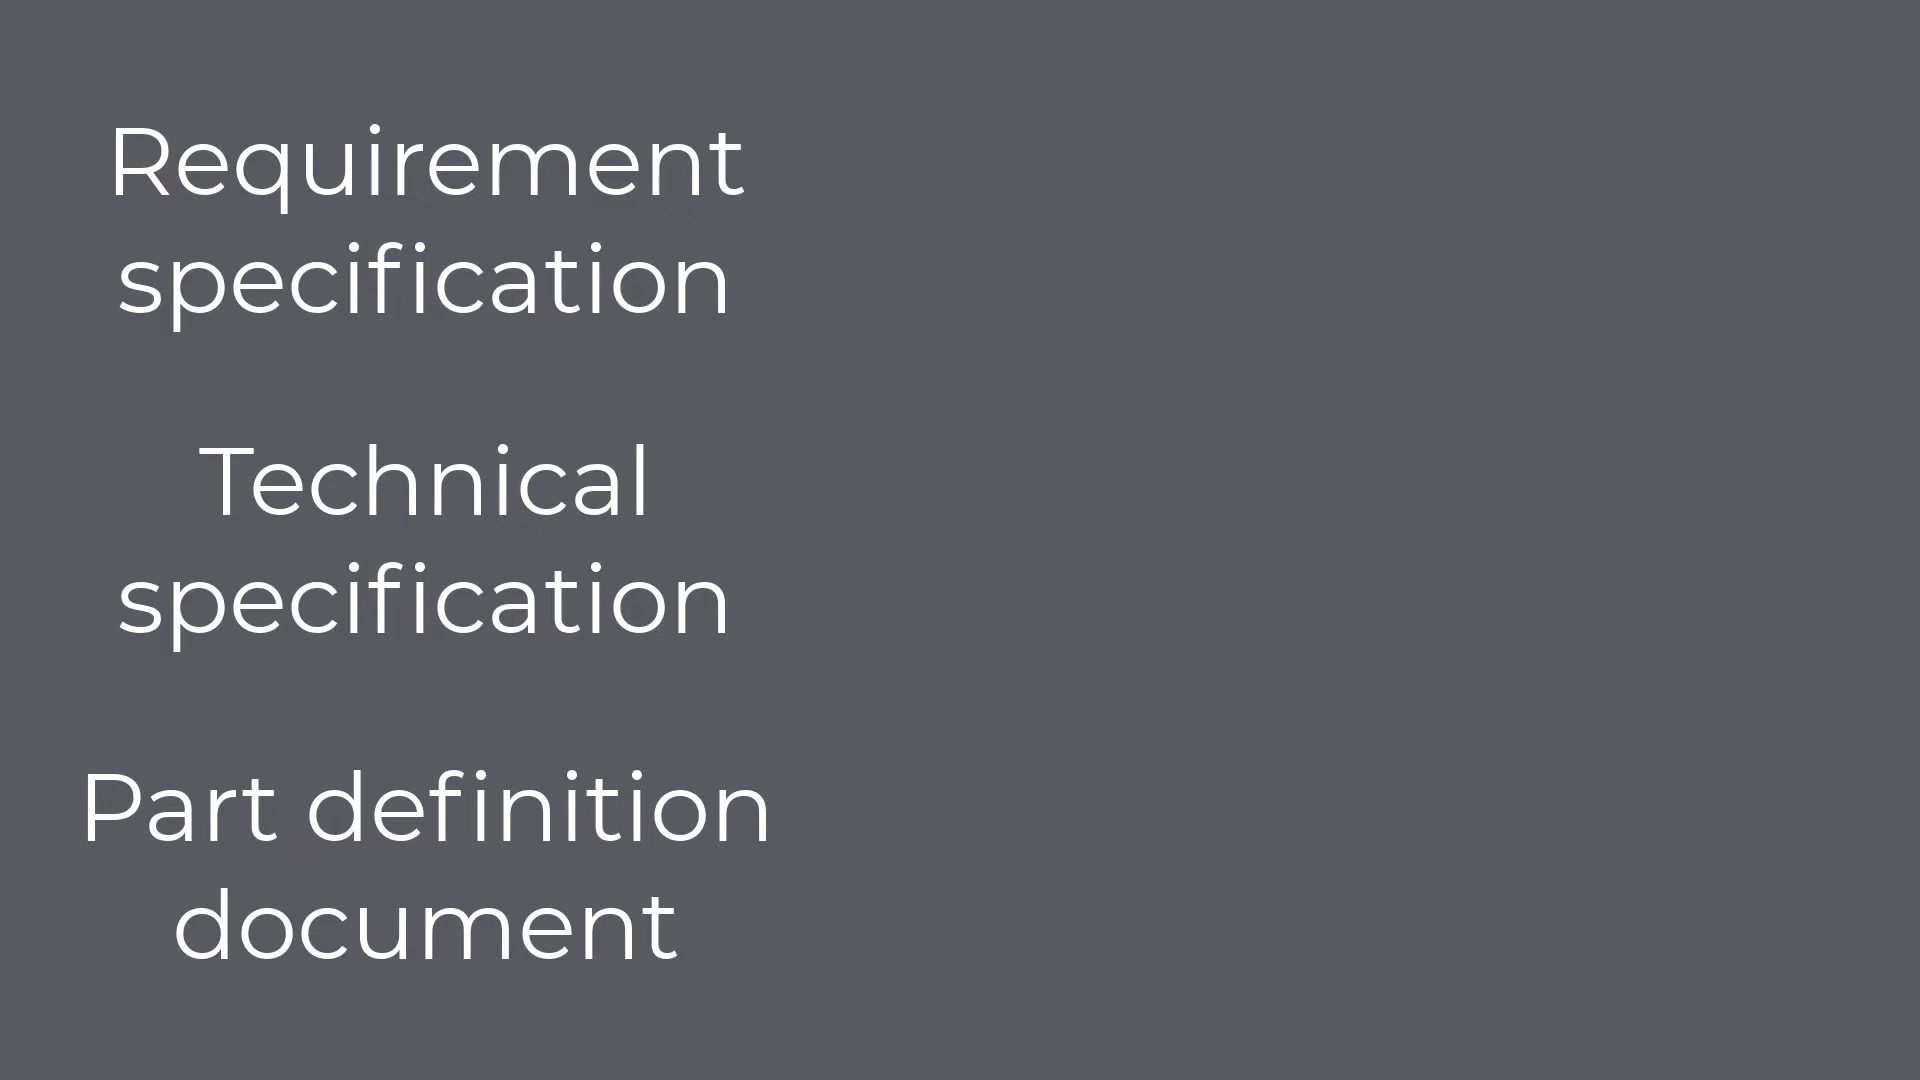 Requirement
specification
Technical
specification
Part definition
document